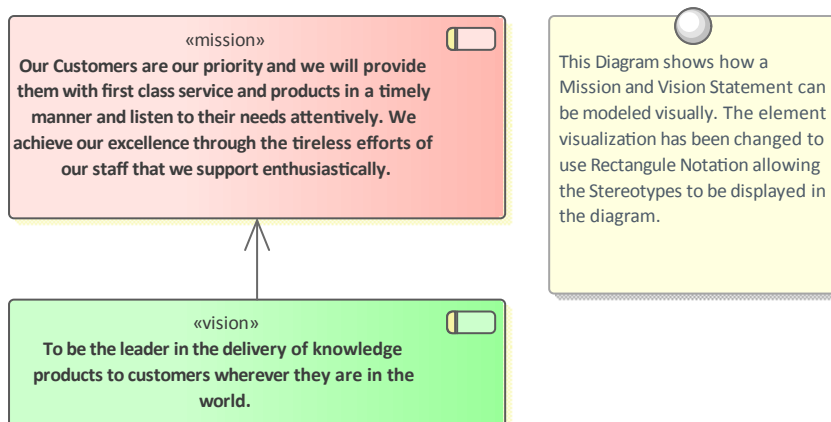 «mission»
Our Customers are our priority and we will provide
them with first class service and products in a timely
manner and listen to their needs attentively. We
achieve our excellence through the tireless efforts of
our staff that we support enthusiastically.
This Diagram shows how a
Mission and Vision Statement can
be modeled visually. The element
visualization has been changed to
use Rectangule Notation allowing
the Stereotypes to be displayed in
the diagram.
«vision»
To be the leader in the delivery of knowledge
products to customers wherever they are in the
world.